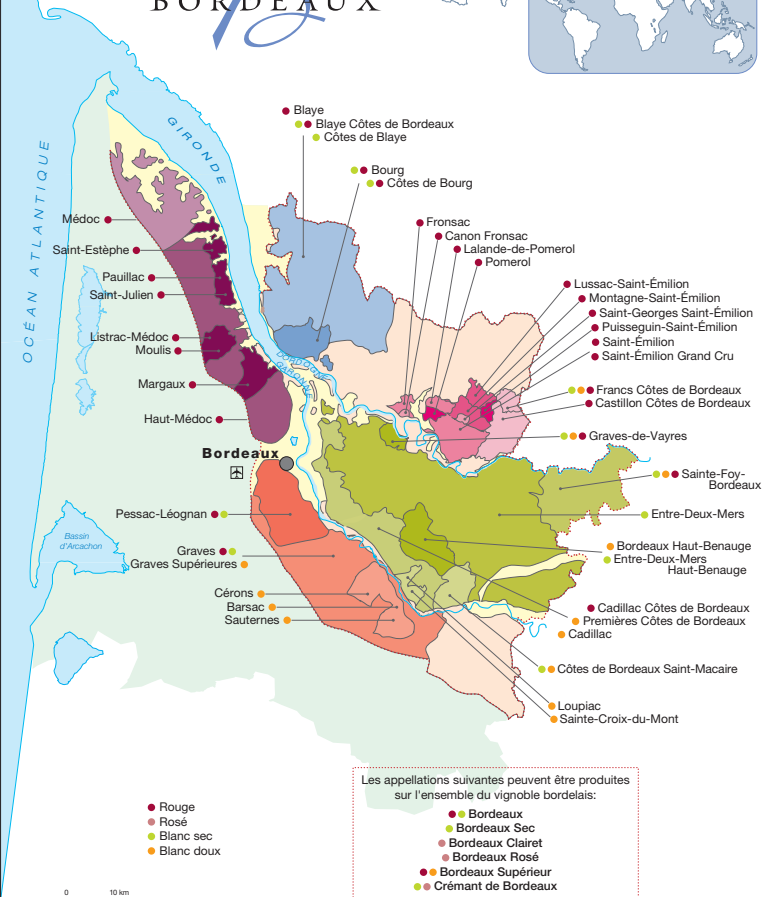 BORDEAUX
OCÉAN ATLANTIQUE
GIRONDE
Blaye
Blaye Côtes de Bordeaux
Côtes de Blaye
Bourg
Côtes de Bourg
Médoc
Saint-Estèphe
Pauillac
Saint-Julien
Listrac-Médoc
Moulis
Margaux
Haut-Médoc
Fronsac
Canon Fronsac
Lalande-de-Pomerol
Pomerol
Lussac-Saint-Émilion
Montagne-Saint-Émilion
Saint-Georges Saint-Émilion
Puisseguin-Saint-Émilion
Saint-Émilion
Saint-Émilion Grand Cru
Francs Côtes de Bordeaux
Castillon Côtes de Bordeaux
DORDOGNE
GARONNE
Graves-de-Vayres
Bordeaux
Sainte-Foy-
Bordeaux
Pessac-Léognan
Entre-Deux-Mers
Bassin
d'Arcachon
Graves
Graves Supérieures
Bordeaux Haut-Benauge
Entre-Deux-Mers
Haut-Benauge
Cérons
Barsac
Sauternes
Cadillac Côtes de Bordeaux
Premières Côtes de Bordeaux
Cadillac
Côtes de Bordeaux Saint-Macaire
Loupiac
Sainte-Croix-du-Mont
Rouge
Rosé
Blanc sec
Blanc doux
0 10 km
Les appellations suivantes peuvent être produites
sur l'ensemble du vignoble bordelais:
Bordeaux
Bordeaux Sec
Bordeaux Clairet
Bordeaux Rosé
Bordeaux Supérieur
Crémant de Bordeaux